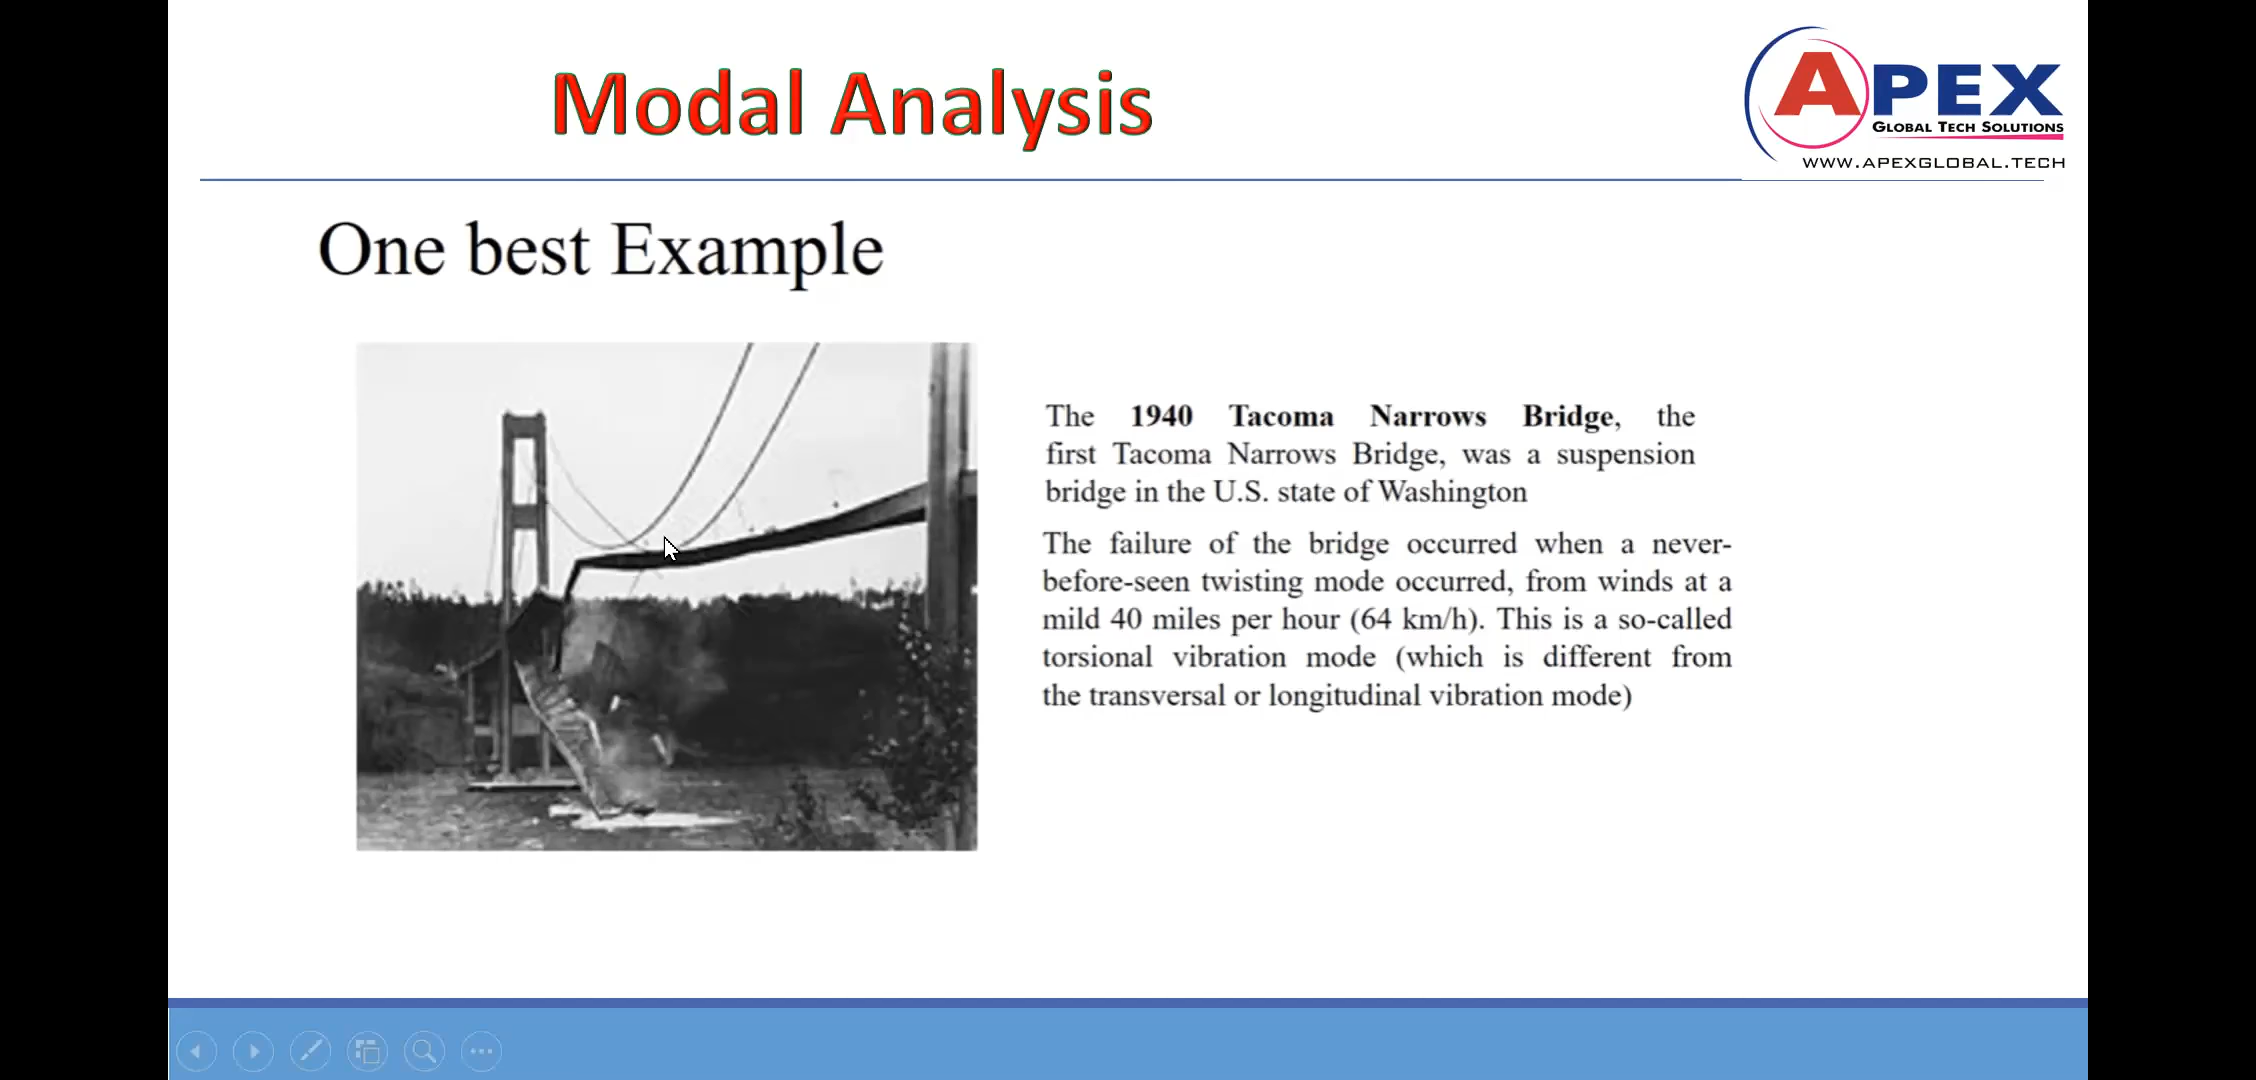 Modal Analysis
APEX
GLOBAL TECH SOLUTIONS
WWW.APEXGLOBAL.TECH
One best Example
The 1940 Tacoma Narrows Bridge, the
first Tacoma Narrows Bridge, was a suspension
bridge in the U.S. state of Washington
The failure of the bridge occurred when a never-
before-seen twisting mode occurred, from winds at a
mild 40 miles per hour (64 km/h). This is a so-called
torsional vibration mode (which is different from
the transversal or longitudinal vibration mode)